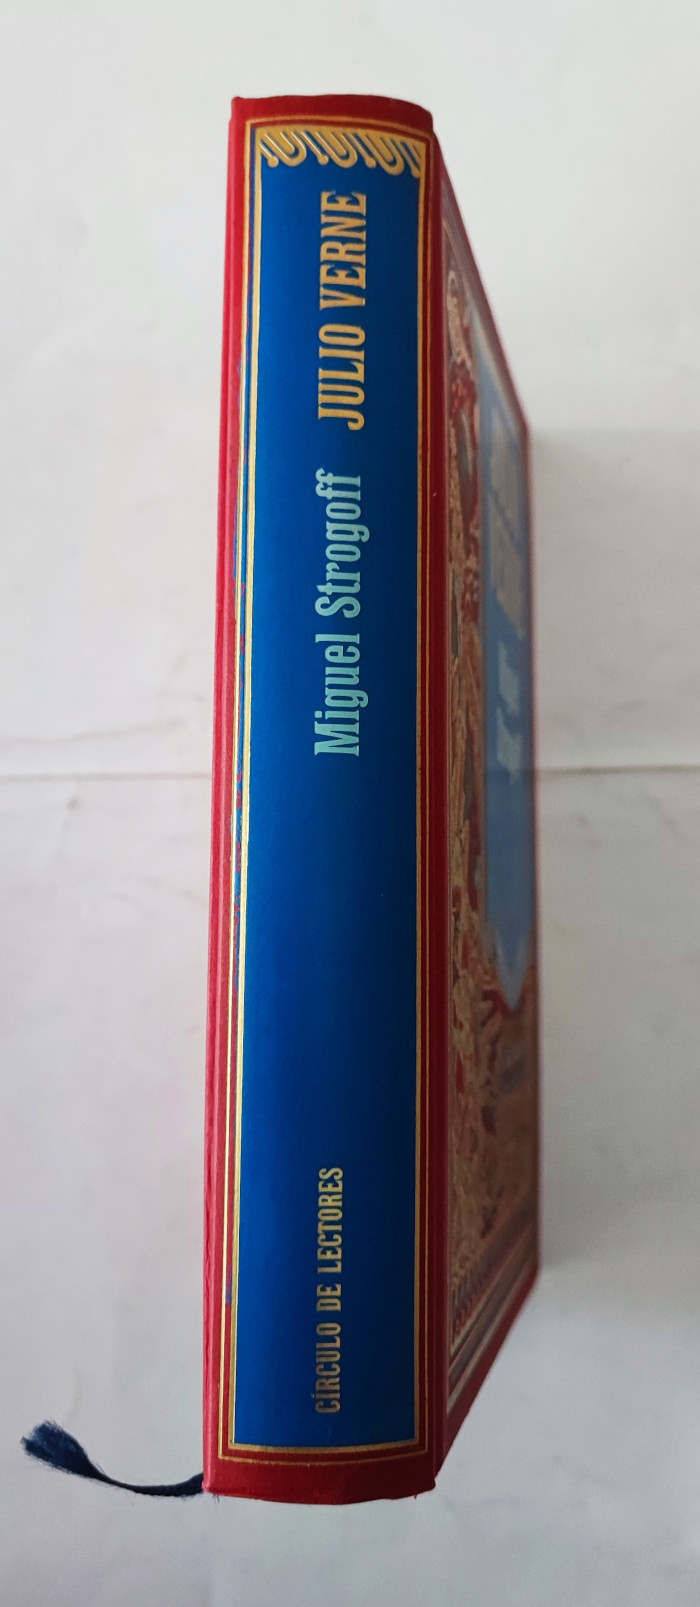 JULIO VERNE
Miguel Strogoff
CÍRCULO DE LECTORES